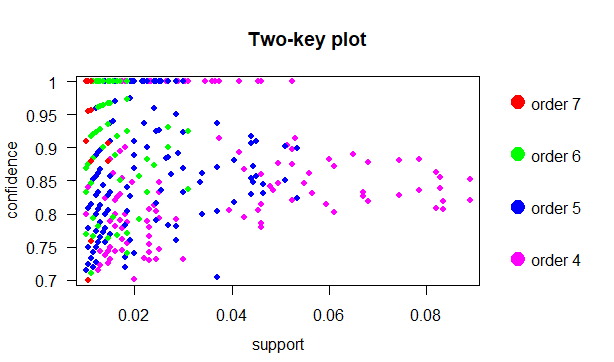 Two-key plot
1
0.95
0.9
0.85
0.8
0.75
0.7
confidence
0.02
0.04
0.06
0.08
support
order 7
order 6
order 5
order 4